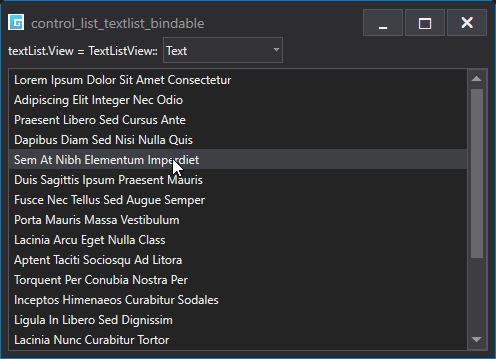 control_list_textlist_bindable
textList.View = TextListView:: Text
Lorem Ipsum Dolor Sit Amet Consectetur
Adipiscing Elit Integer Nec Odio
Praesent Libero Sed Cursus Ante
Dapibus Diam Sed Nisi Nulla Quis
Sem At Nibh Elementum Imperdiet
Duis Sagittis Ipsum Praesent Mauris
Fusce Nec Tellus Sed Augue Semper
Porta Mauris Massa Vestibulum
Lacinia Arcu Eget Nulla Class
Aptent Taciti Sociosqu Ad Litora
Torquent Per Conubia Nostra Per
Inceptos Himenaeos Curabitur Sodales
Ligula In Libero Sed Dignissim
Lacinia Nunc Curabitur Tortor